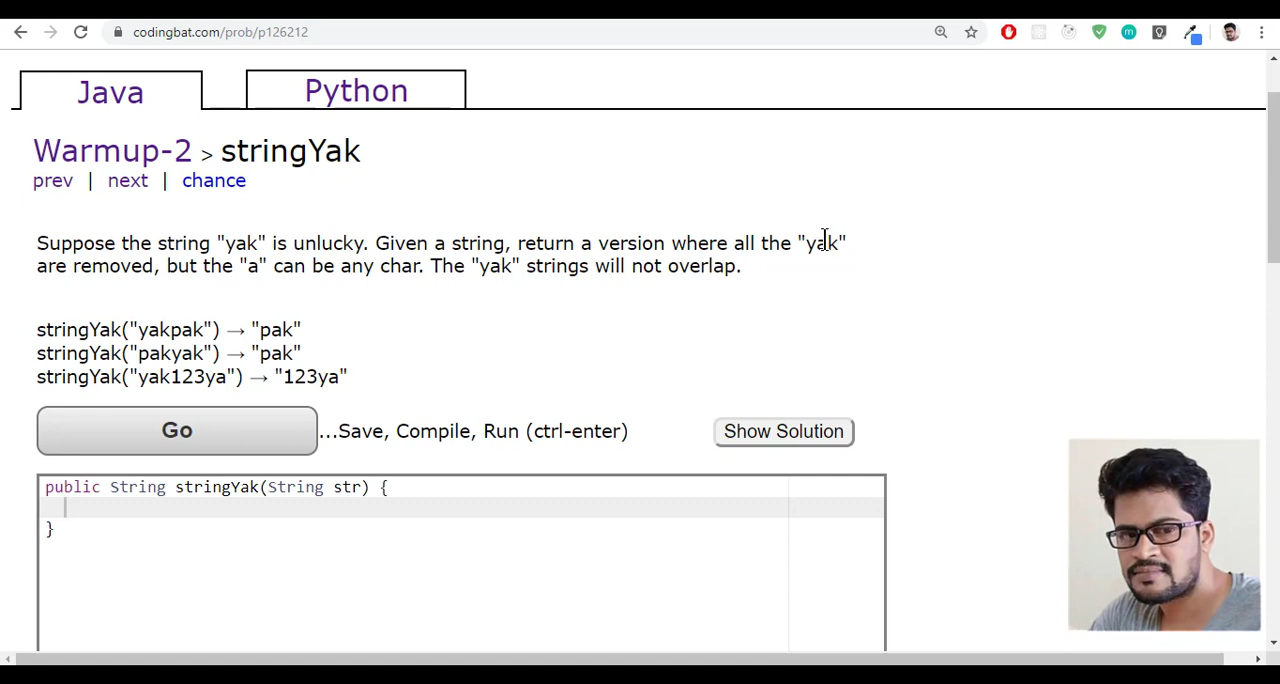 codingbat.com/prob/p126212
Java Python
Warmup-2 > stringYak
prev | next | chance
Suppose the string "yak" is unlucky. Given a string, return a version where all the "yak"
are removed, but the "a" can be any char. The "yak" strings will not overlap.
stringYak("yakpak") → "pak"
stringYak("pakyak") → "pak"
stringYak("yak123ya") → "123ya"
Go ...Save, Compile, Run (ctrl-enter) Show Solution
public String stringYak(String str) {
}